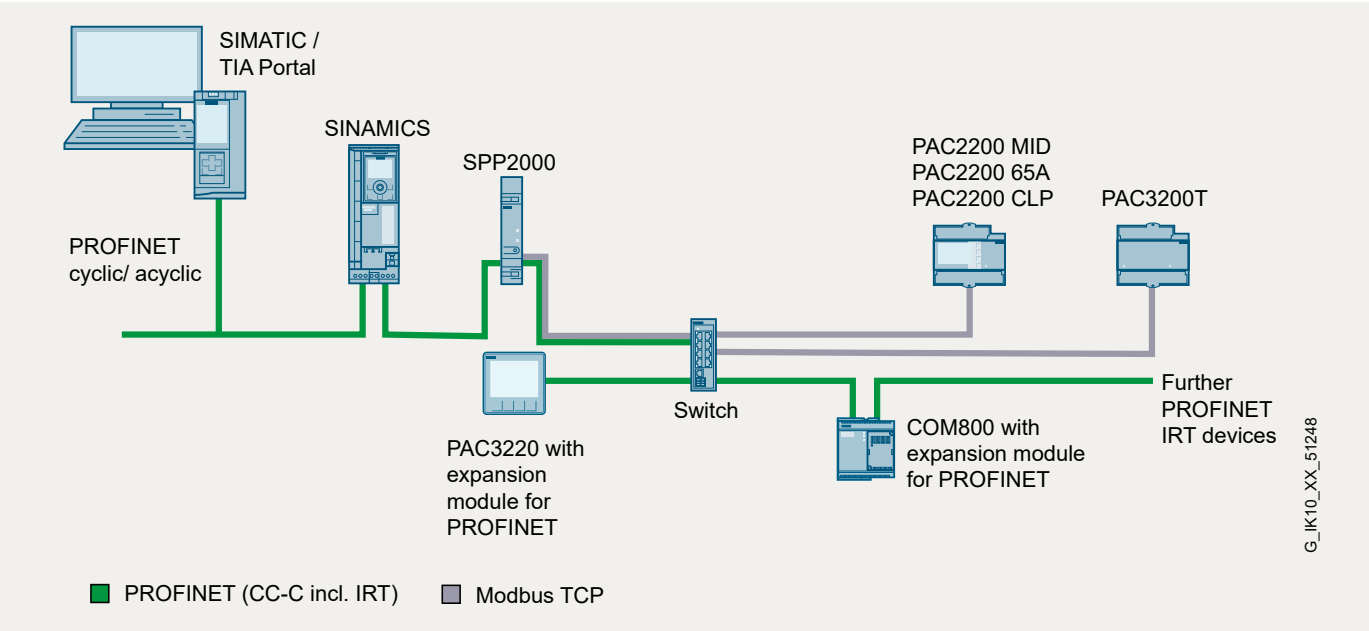 SIMATIC /
TIA Portal
SINAMICS
SPP2000
PAC2200 MID
PAC2200 65A
PAC2200 CLP
PAC3200T
PROFINET
cyclic/ acyclic
Switch
Further
PROFINET
IRT devices
PAC3220 with
expansion
module for
PROFINET
COM800 with
expansion module
for PROFINET
G_IK10_XX_51248
PROFINET (CC-C incl. IRT)
Modbus TCP